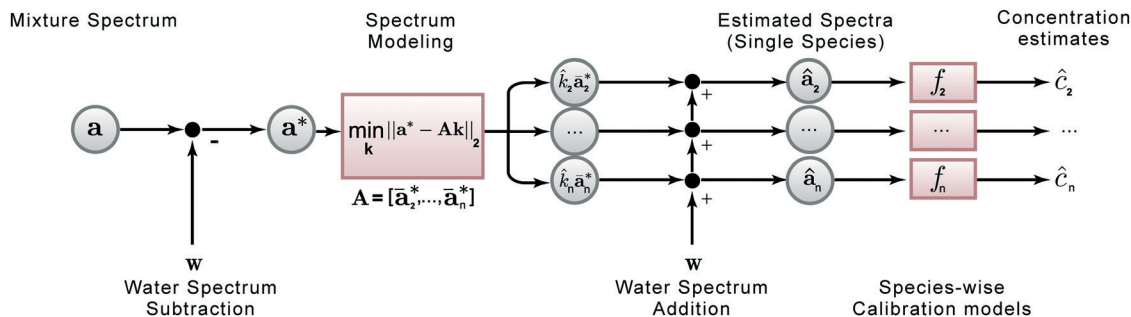 Mixture Spectrum
Spectrum
Modeling
Estimated Spectra
(Single Species)
Concentration
estimates
a
-
a*
min ||a* − Ak||₂
k
A = [ā₂*,...,āₙ*]
k̂₂ā₂*
...
k̂ₙāₙ*
+
+
+
â₂
...
âₙ
f₂
...
fₙ
ĉ₂
...
ĉₙ
w
Water Spectrum
Subtraction
w
Water Spectrum
Addition
Species-wise
Calibration models